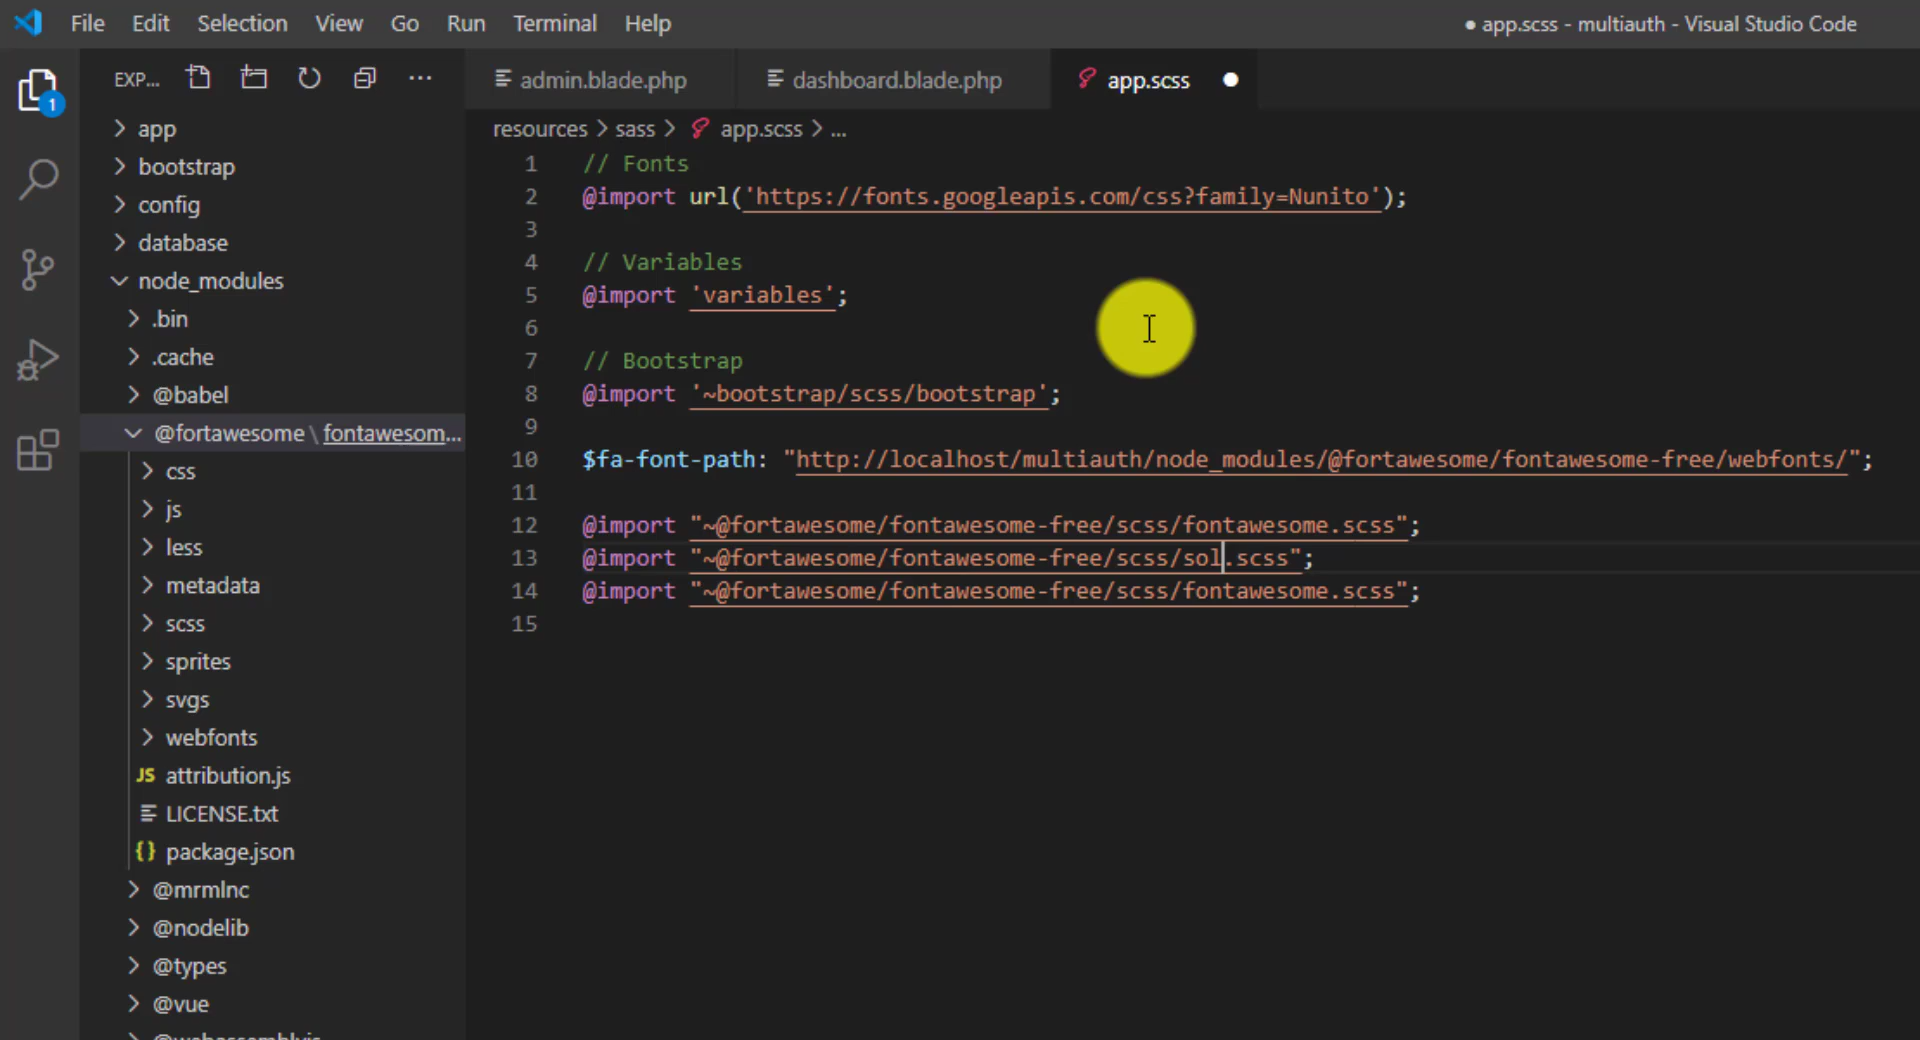 File Edit Selection View Go Run Terminal Help
● app.scss - multiauth - Visual Studio Code
EXP...
1
app
bootstrap
config
database
node_modules
.bin
.cache
@babel
@fortawesome\fontawesom...
css
js
less
metadata
scss
sprites
svgs
webfonts
JS attribution.js
LICENSE.txt
{} package.json
@mrmlnc
@nodelib
@types
@vue
admin.blade.php dashboard.blade.php app.scss
resources > sass > app.scss > ...
1 // Fonts
2 @import url('https://fonts.googleapis.com/css?family=Nunito');
3
4 // Variables
5 @import 'variables';
6
7 // Bootstrap
8 @import '~bootstrap/scss/bootstrap';
9
10 $fa-font-path: "http://localhost/multiauth/node_modules/@fortawesome/fontawesome-free/webfonts/";
11
12 @import "~@fortawesome/fontawesome-free/scss/fontawesome.scss";
13 @import "~@fortawesome/fontawesome-free/scss/sol.scss";
14 @import "~@fortawesome/fontawesome-free/scss/fontawesome.scss";
15